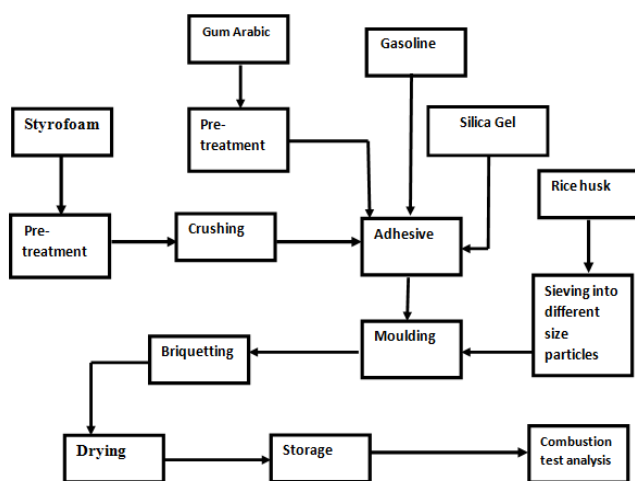 Gum Arabic
Gasoline
Styrofoam
Pre-
treatment
Silica Gel
Rice husk
Pre-
treatment
Crushing
Adhesive
Sieving into
different
size
particles
Briquetting
Moulding
Drying
Storage
Combustion
test analysis